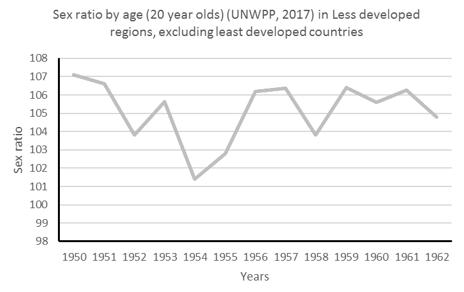 Sex ratio by age (20 year olds) (UNWPP, 2017) in Less developed
regions, excluding least developed countries
108
107
106
105
104
103
102
101
100
99
98
Sex ratio
1950 1951 1952 1953 1954 1955 1956 1957 1958 1959 1960 1961 1962
Years